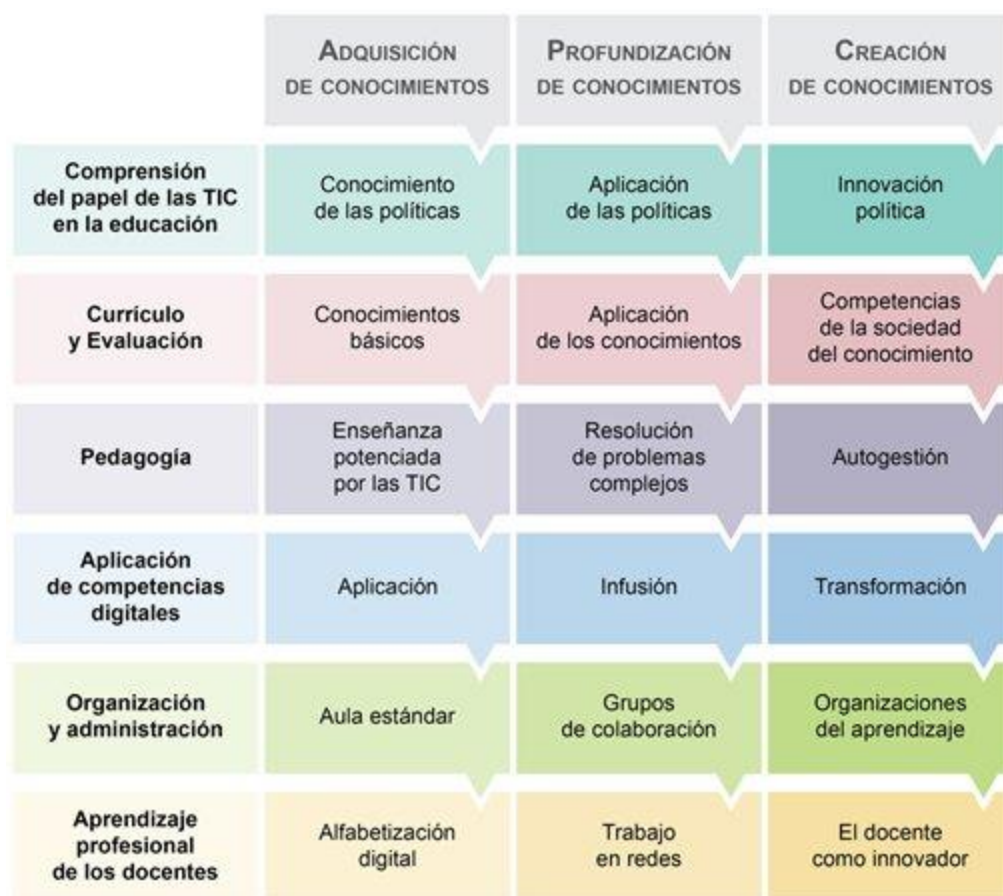 ADQUISICIÓN
DE CONOCIMIENTOS
PROFUNDIZACIÓN
DE CONOCIMIENTOS
CREACIÓN
DE CONOCIMIENTOS
Comprensión
del papel de las TIC
en la educación
Conocimiento
de las políticas
Aplicación
de las políticas
Innovación
política
Currículo
y Evaluación
Conocimientos
básicos
Aplicación
de los conocimientos
Competencias
de la sociedad
del conocimiento
Pedagogía
Enseñanza
potenciada
por las TIC
Resolución
de problemas
complejos
Autogestión
Aplicación
de competencias
digitales
Aplicación
Infusión
Transformación
Organización
y administración
Aula estándar
Grupos
de colaboración
Organizaciones
del aprendizaje
Aprendizaje
profesional
de los docentes
Alfabetización
digital
Trabajo
en redes
El docente
como innovador